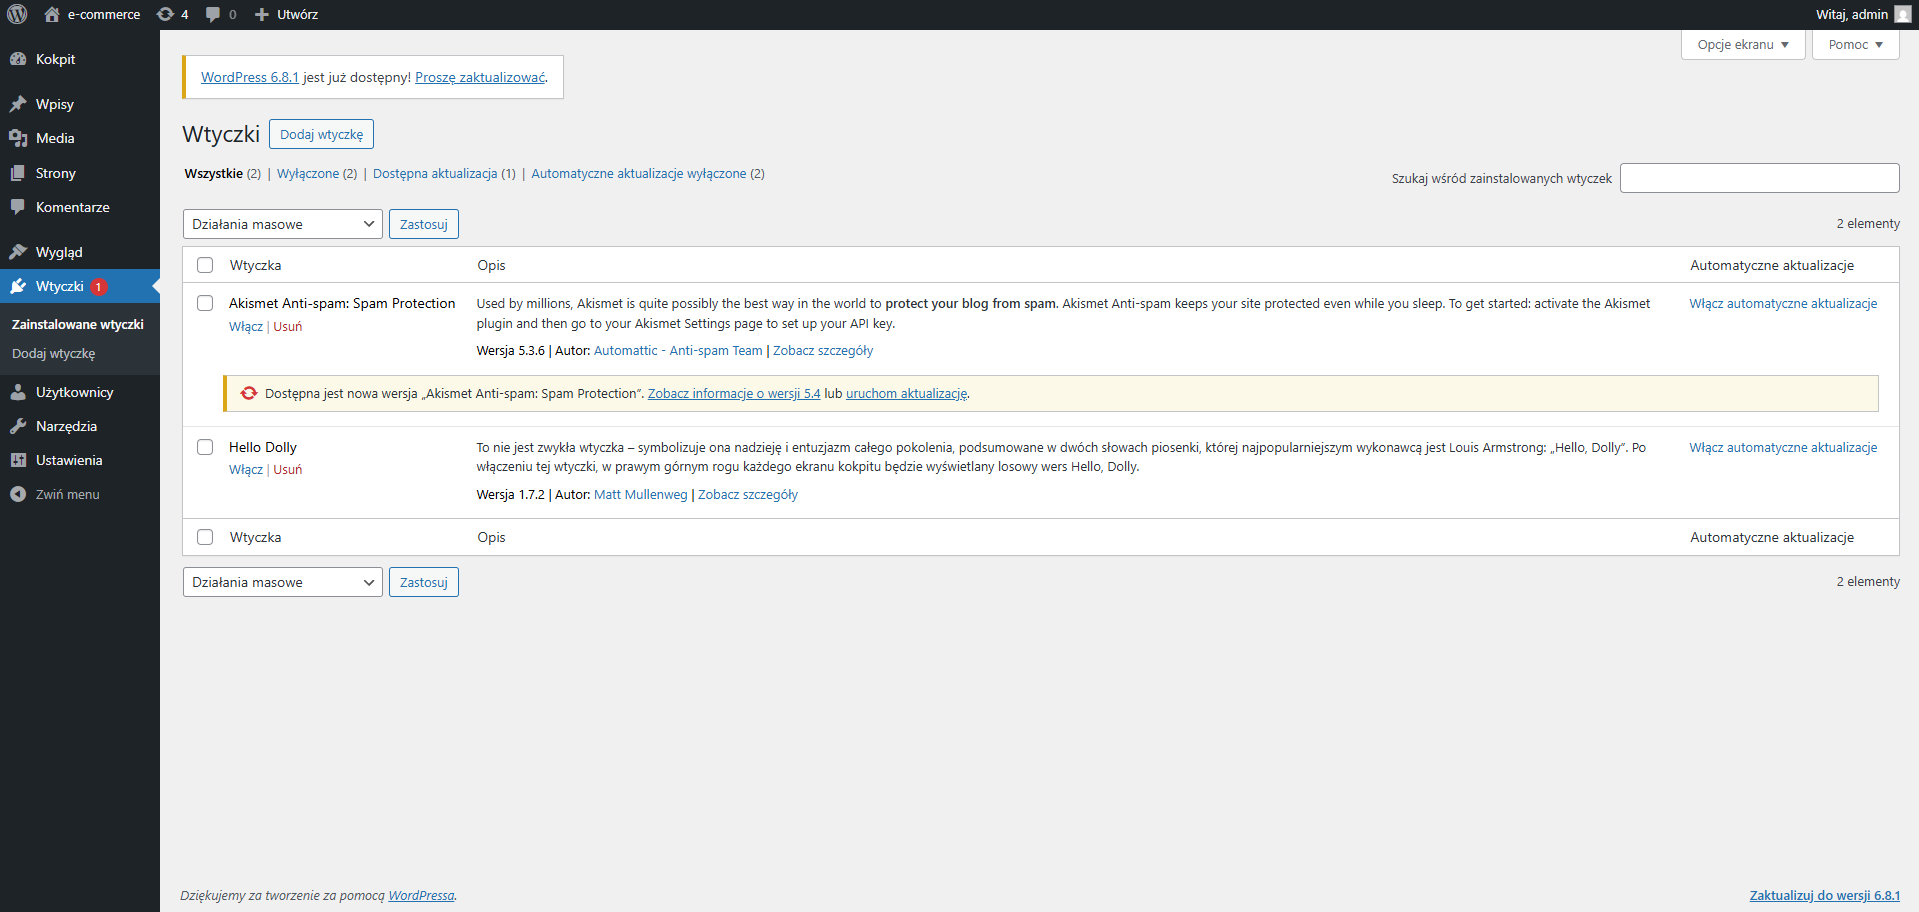 e-commerce 4 0 Utwórz Witaj, admin
Opcje ekranu ▼ Pomoc ▼
Kokpit
Wpisy
Media
Strony
Komentarze
Wygląd
Wtyczki 1
Zainstalowane wtyczki
Dodaj wtyczkę
Użytkownicy
Narzędzia
Ustawienia
Zwiń menu
WordPress 6.8.1 jest już dostępny! Proszę zaktualizować.
Wtyczki Dodaj wtyczkę
Wszystkie (2) | Wyłączone (2) | Dostępna aktualizacja (1) | Automatyczne aktualizacje wyłączone (2)
Szukaj wśród zainstalowanych wtyczek
Działania masowe Zastosuj 2 elementy
Wtyczka Opis Automatyczne aktualizacje
Akismet Anti-spam: Spam Protection
Włącz | Usuń
Used by millions, Akismet is quite possibly the best way in the world to protect your blog from spam. Akismet Anti-spam keeps your site protected even while you sleep. To get started: activate the Akismet
plugin and then go to your Akismet Settings page to set up your API key.
Wersja 5.3.6 | Autor: Automattic - Anti-spam Team | Zobacz szczegóły
Włącz automatyczne aktualizacje
Dostępna jest nowa wersja „Akismet Anti-spam: Spam Protection”. Zobacz informacje o wersji 5.4 lub uruchom aktualizację.
Hello Dolly
Włącz | Usuń
To nie jest zwykła wtyczka – symbolizuje ona nadzieję i entuzjazm całego pokolenia, podsumowane w dwóch słowach piosenki, której najpopularniejszym wykonawcą jest Louis Armstrong: „Hello, Dolly”. Po
włączeniu tej wtyczki, w prawym górnym rogu każdego ekranu kokpitu będzie wyświetlany losowy wers Hello, Dolly.
Wersja 1.7.2 | Autor: Matt Mullenweg | Zobacz szczegóły
Włącz automatyczne aktualizacje
Wtyczka Opis Automatyczne aktualizacje
Działania masowe Zastosuj 2 elementy
Dziękujemy za tworzenie za pomocą WordPressa. Zaktualizuj do wersji 6.8.1